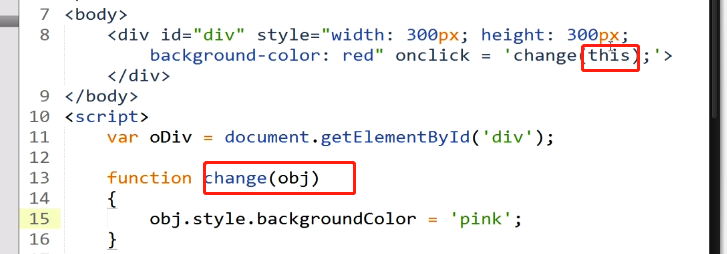 7 <body>
8 <div id="div" style="width: 300px; height: 300px;
background-color: red" onclick = 'change(this);'>
</div>
9 </body>
10 <script>
11 var oDiv = document.getElementById('div');
12
13 function change(obj)
14 {
15 obj.style.backgroundColor = 'pink';
16 }